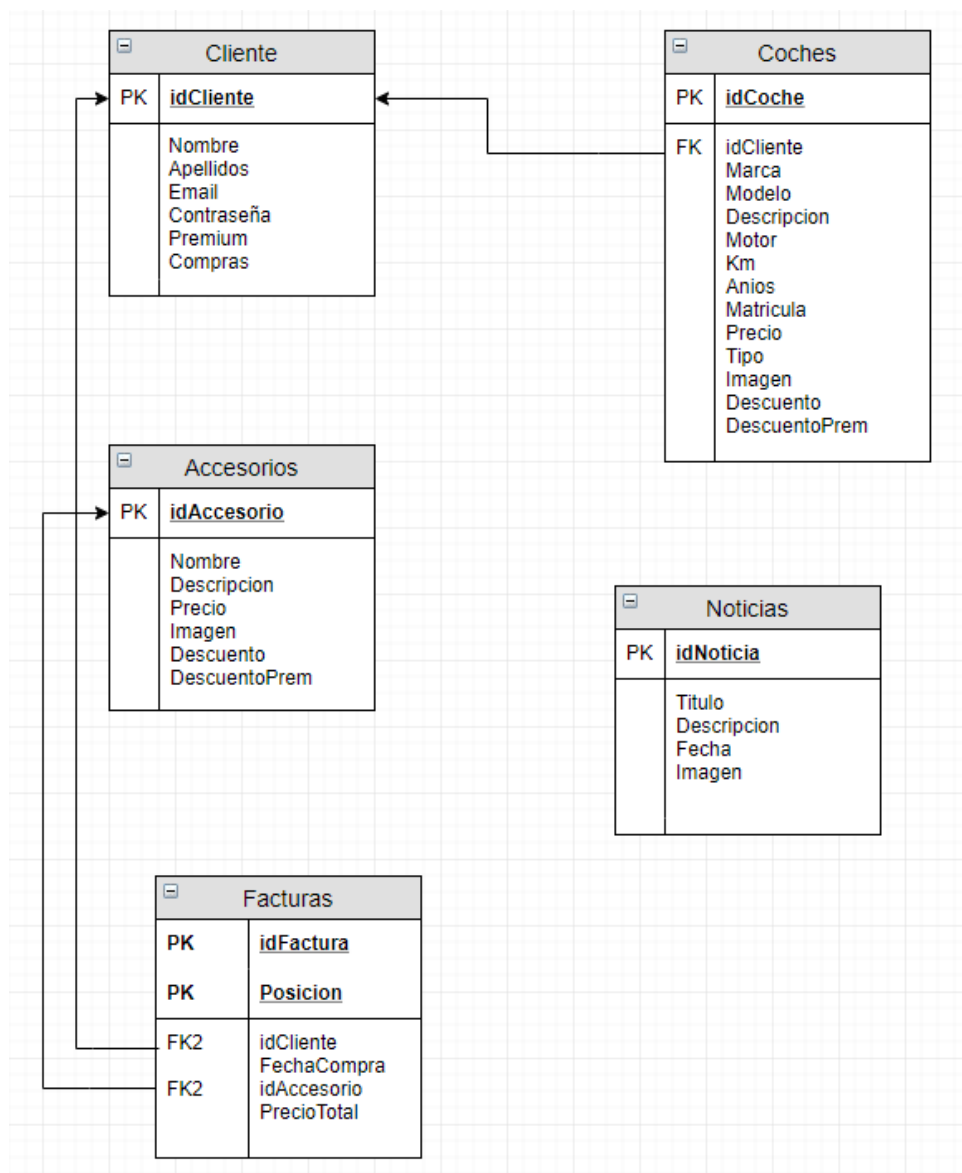 Cliente
PK idCliente
Nombre
Apellidos
Email
Contraseña
Premium
Compras
Coches
PK idCoche
FK idCliente
Marca
Modelo
Descripcion
Motor
Km
Anios
Matricula
Precio
Tipo
Imagen
Descuento
DescuentoPrem
Accesorios
PK idAccesorio
Nombre
Descripcion
Precio
Imagen
Descuento
DescuentoPrem
Noticias
PK idNoticia
Titulo
Descripcion
Fecha
Imagen
Facturas
PK idFactura
PK Posicion
FK2 idCliente
FechaCompra
FK2 idAccesorio
PrecioTotal